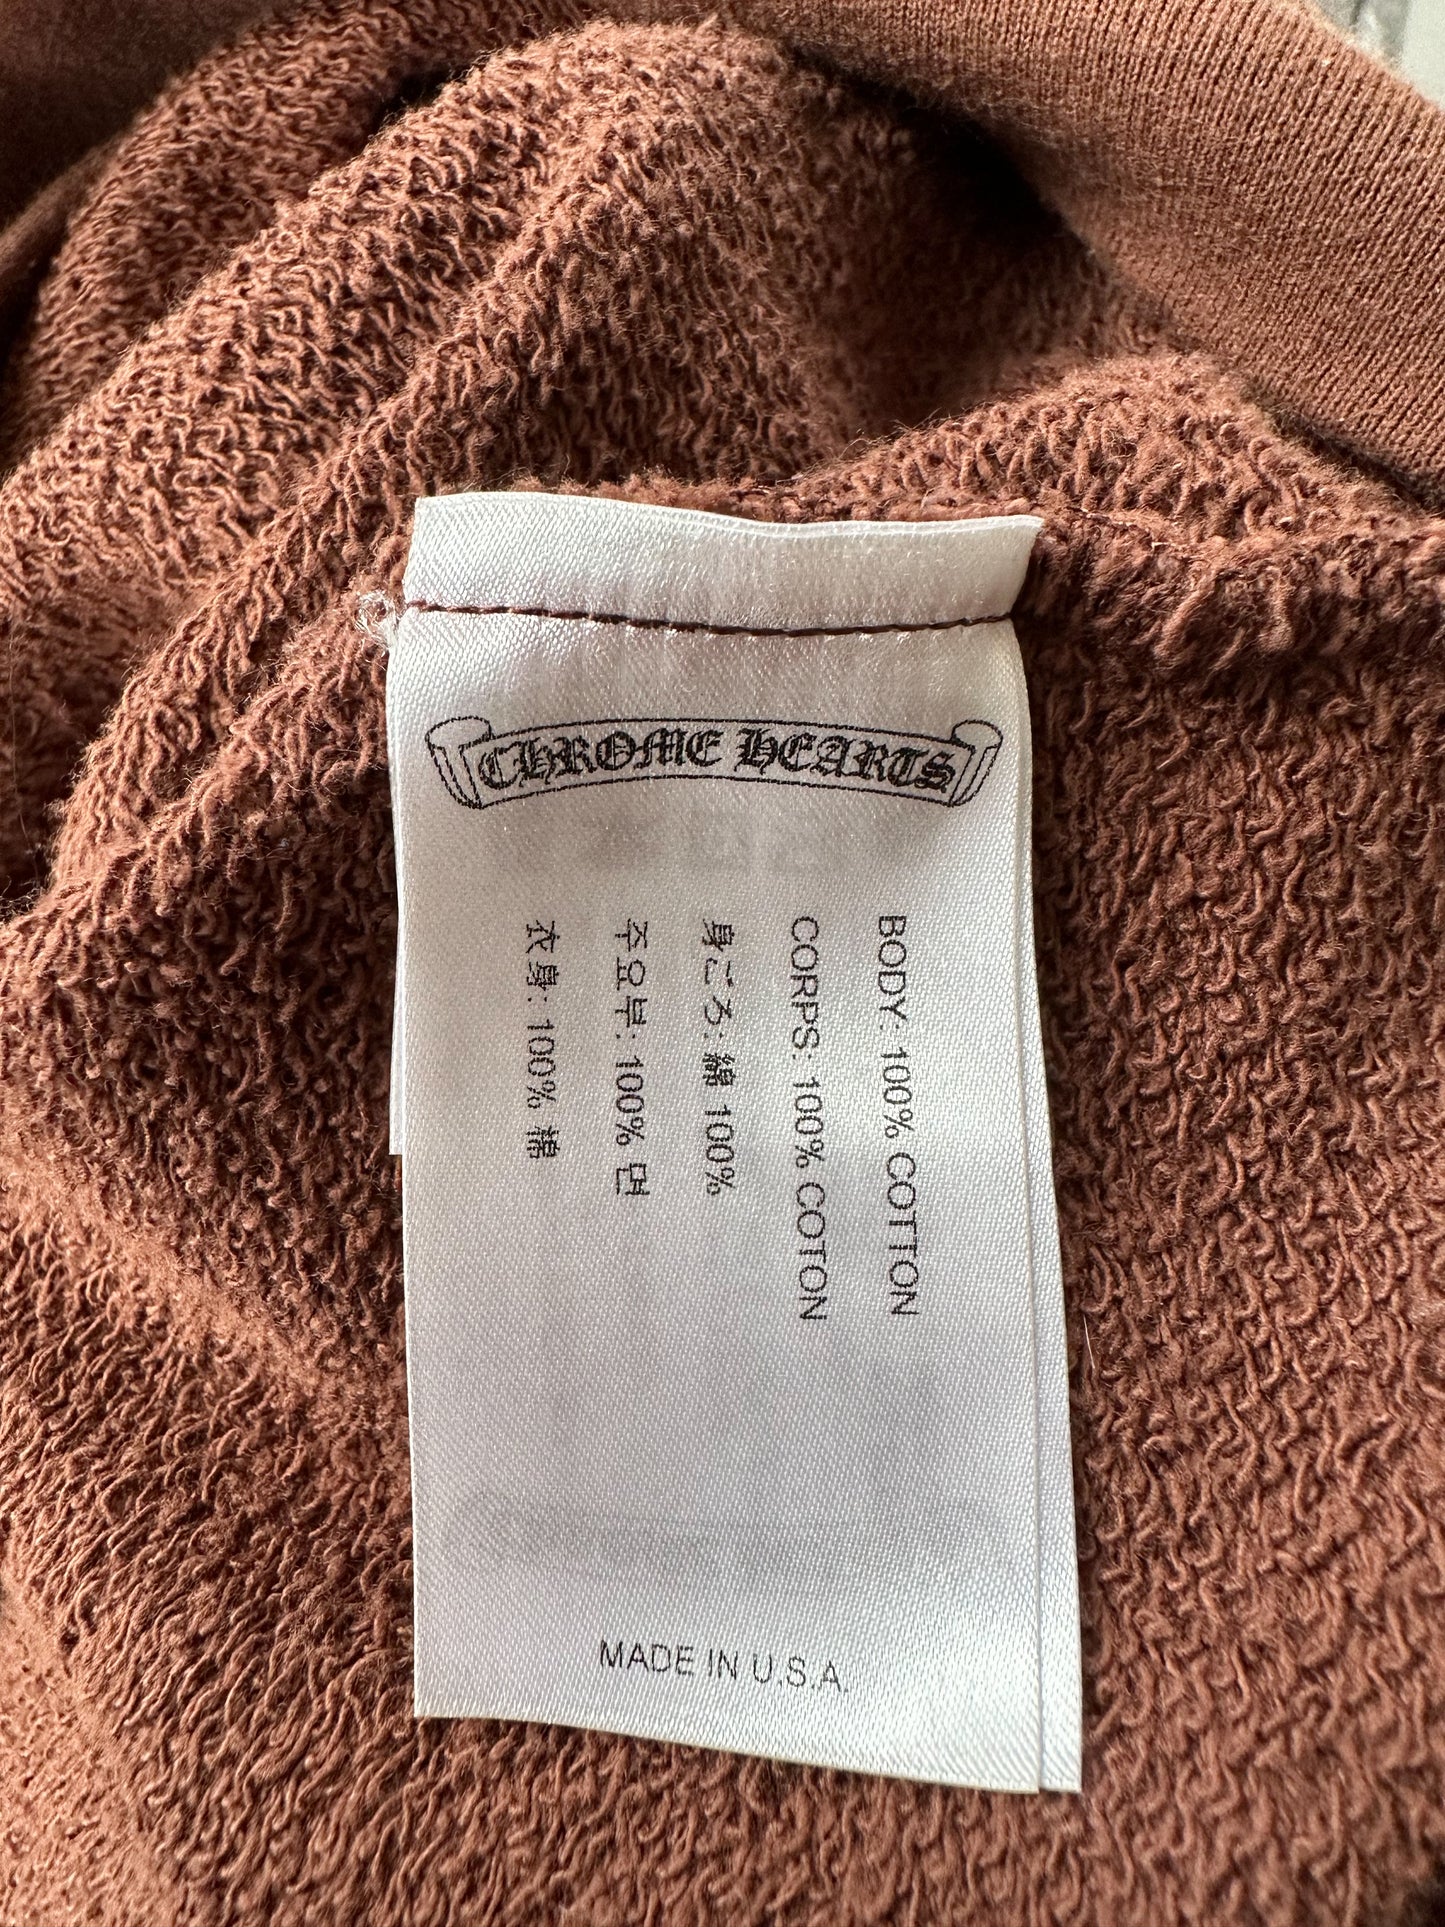 CHROME HEARTS
BODY: 100% COTTON
CORPS: 100% COTON
身ごろ: 綿 100%
주요부: 100% 면
衣身: 100% 棉
MADE IN U.S.A.